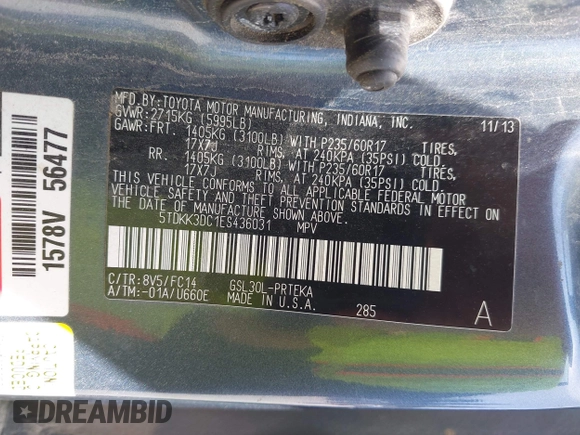 MFD.BY:TOYOTA MOTOR MANUFACTURING, INDIANA, INC. 11/13
GVWR:2715KG (5995LB)
GAWR:FRT. 1405KG (3100LB) WITH P235/60R17 TIRES,
17X7J RIMS, AT 240KPA (35PSI) COLD.
RR. 1405KG (3100LB) WITH P235/60R17 TIRES,
17X7J RIMS, AT 240KPA (35PSI) COLD.
THIS VEHICLE CONFORMS TO ALL APPLICABLE FEDERAL MOTOR
VEHICLE SAFETY AND THEFT PREVENTION STANDARDS IN EFFECT ON
THE DATE OF MANUFACTURE SHOWN ABOVE.
5TDKK3DC1ES436031 MPV
C/TR:8V5/FC14 GSL30L-PRTEKA
A/TM:-01A/U660E MADE IN U.S.A. 285 A
1578V 56477
DREAMBID